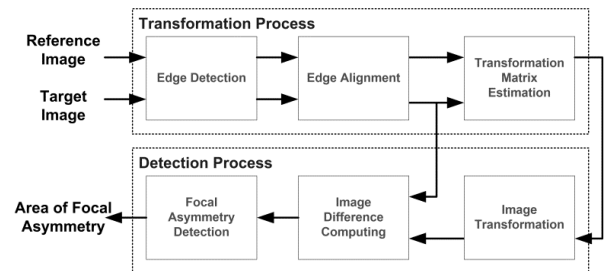 Transformation Process
Reference
Image
Target
Image
Edge Detection
Edge Alignment
Transformation
Matrix
Estimation
Detection Process
Area of Focal
Asymmetry
Focal
Asymmetry
Detection
Image
Difference
Computing
Image
Transformation